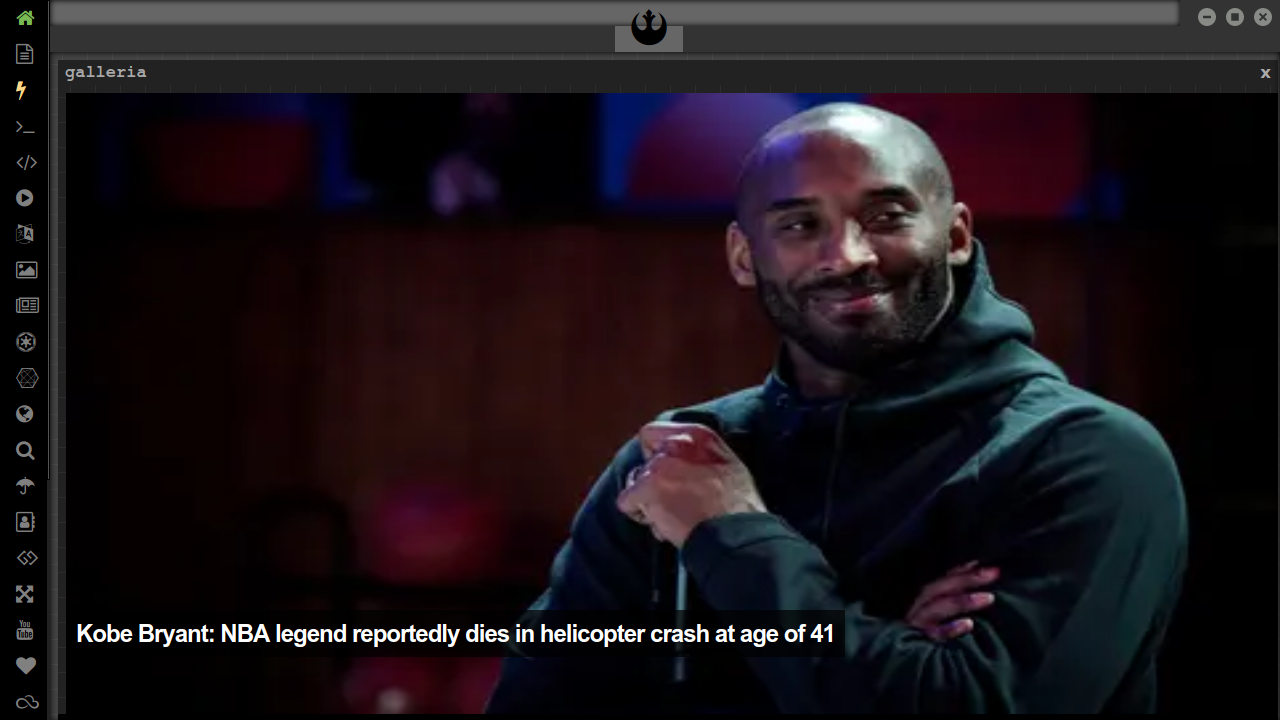 galleria
x
Kobe Bryant: NBA legend reportedly dies in helicopter crash at age of 41
You
Tube